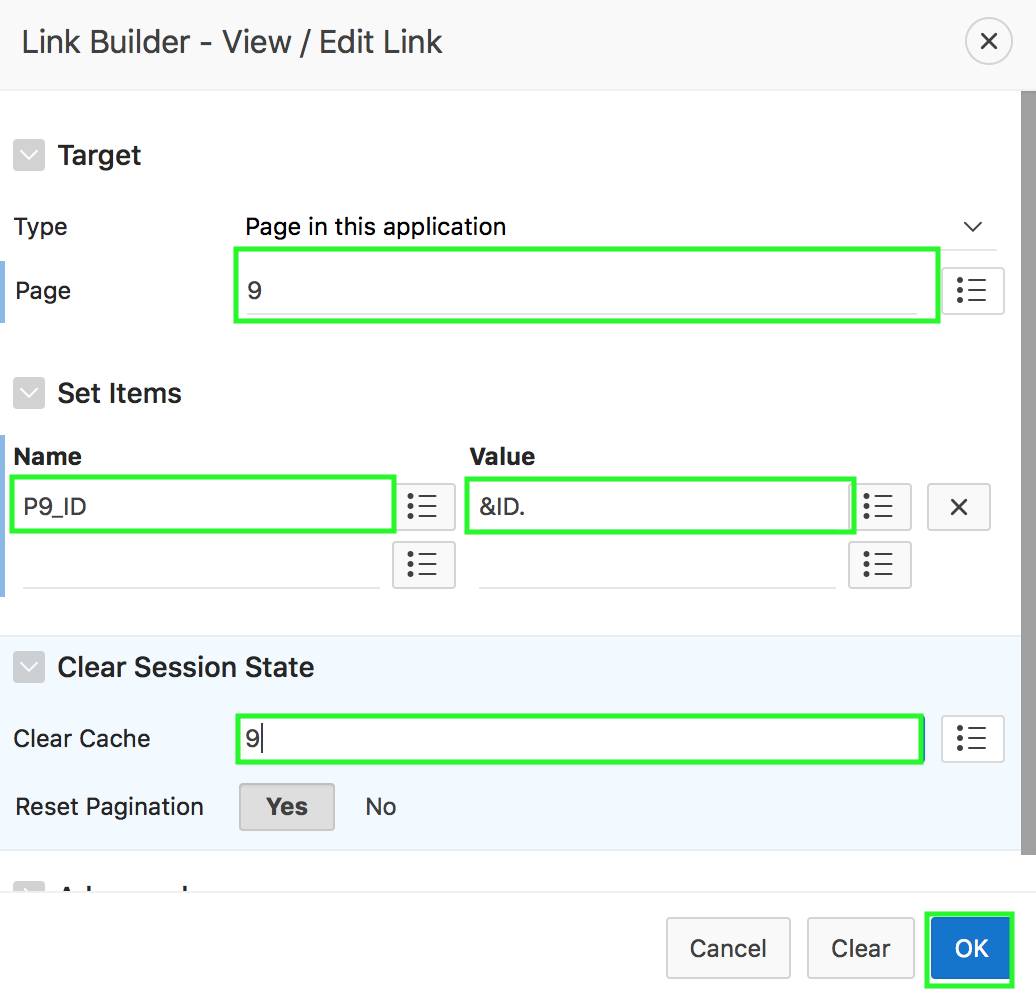 Link Builder - View / Edit Link
Target
Type Page in this application
Page 9
Set Items
Name Value
P9_ID &ID.
Clear Session State
Clear Cache 9
Reset Pagination Yes No
Cancel Clear OK